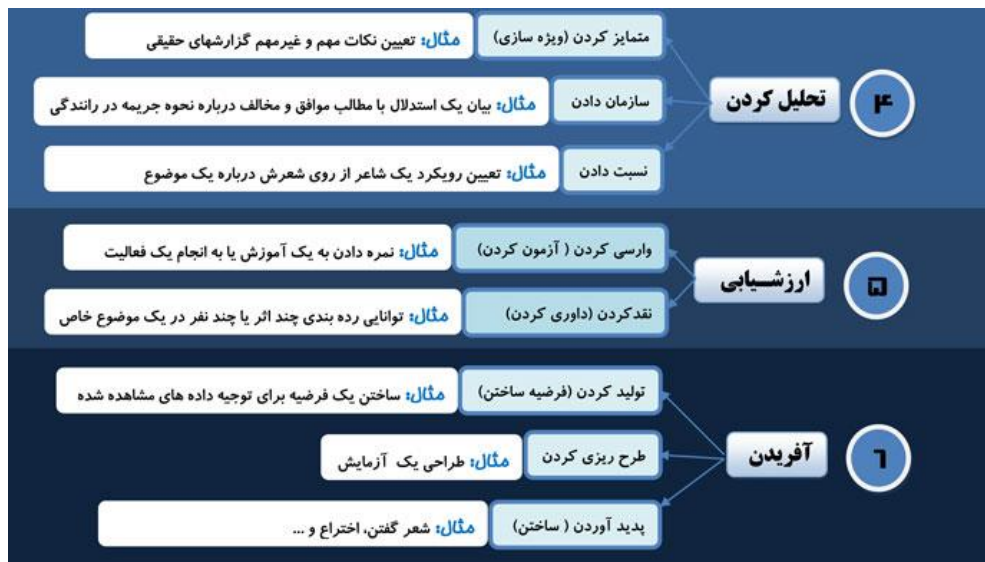 ۴
تحلیل کردن
متمایز کردن (ویژه سازی)
مثال: تعیین نکات مهم و غیرمهم گزارشهای حقیقی
سازمان دادن
مثال: بیان یک استدلال با مطالب موافق و مخالف درباره نحوه جریمه در رانندگی
نسبت دادن
مثال: تعیین رویکرد یک شاعر از روی شعرش درباره یک موضوع
۵
ارزشــیابی
وارسی کردن ( آزمون کردن)
مثال: نمره دادن به یک آموزش یا به انجام یک فعالیت
نقدکردن (داوری کردن)
مثال: توانایی رده بندی چند اثر یا چند نفر در یک موضوع خاص
۶
آفریدن
تولید کردن (فرضیه ساختن)
مثال: ساختن یک فرضیه برای توجیه داده های مشاهده شده
طرح ریزی کردن
مثال: طراحی یک آزمایش
پدید آوردن ( ساختن)
مثال: شعر گفتن، اختراع و ...